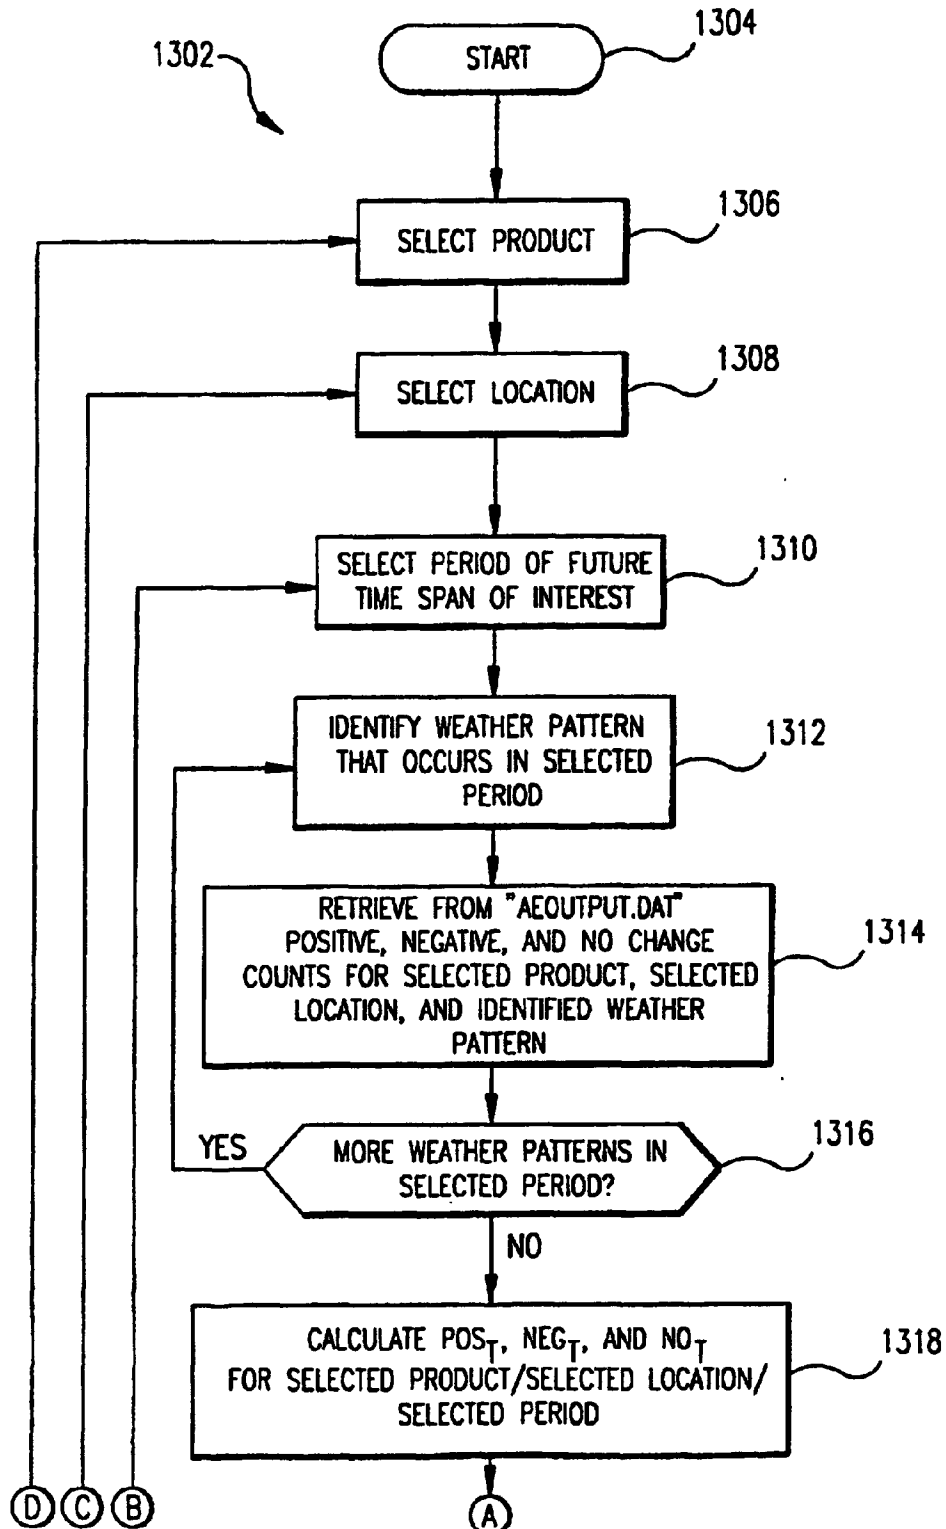 1302
START
1304
SELECT PRODUCT
1306
SELECT LOCATION
1308
SELECT PERIOD OF FUTURE
TIME SPAN OF INTEREST
1310
IDENTIFY WEATHER PATTERN
THAT OCCURS IN SELECTED
PERIOD
1312
RETRIEVE FROM "AEOUTPUT.DAT"
POSITIVE, NEGATIVE, AND NO CHANGE
COUNTS FOR SELECTED PRODUCT, SELECTED
LOCATION, AND IDENTIFIED WEATHER
PATTERN
1314
YES
MORE WEATHER PATTERNS IN
SELECTED PERIOD?
1316
NO
CALCULATE POS_T, NEG_T, AND NO_T
FOR SELECTED PRODUCT/SELECTED LOCATION/
SELECTED PERIOD
1318
D C B A